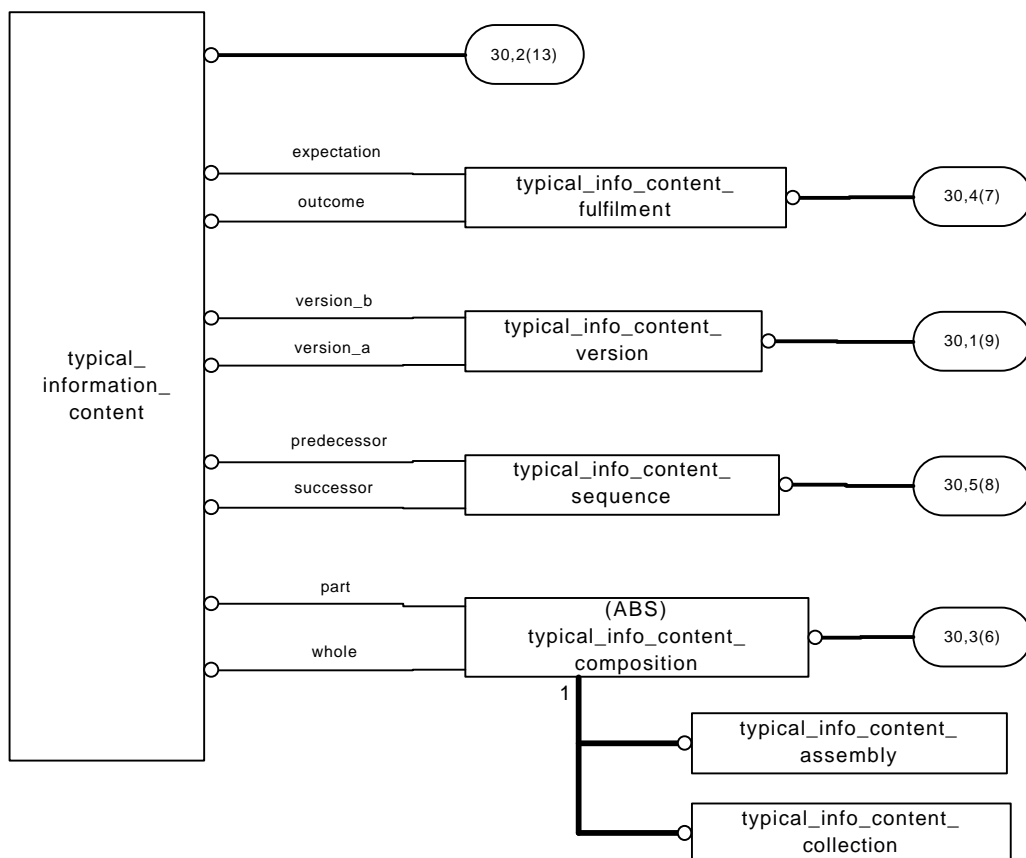 30,2(13)
expectation
typical_info_content_
fulfilment
30,4(7)
outcome
version_b
typical_info_content_
version
30,1(9)
version_a
typical_
information_
content
predecessor
typical_info_content_
sequence
30,5(8)
successor
part
(ABS)
typical_info_content_
composition
30,3(6)
whole
1
typical_info_content_
assembly
typical_info_content_
collection